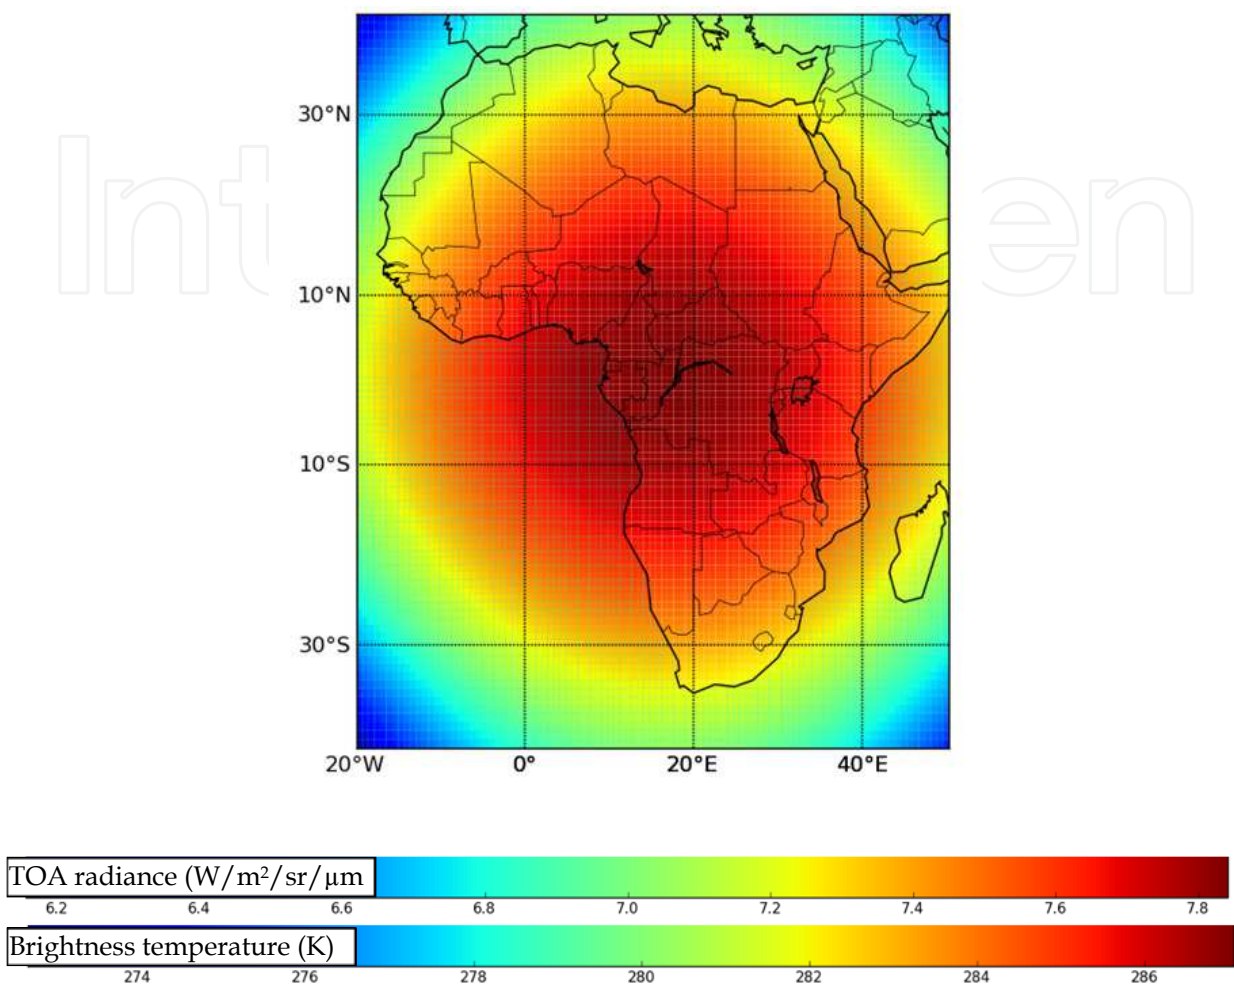 Int en
30°N
10°N
10°S
30°S
20°W 0° 20°E 40°E
TOA radiance (W/m²/sr/µm
6.2 6.4 6.6 6.8 7.0 7.2 7.4 7.6 7.8
Brightness temperature (K)
274 276 278 280 282 284 286